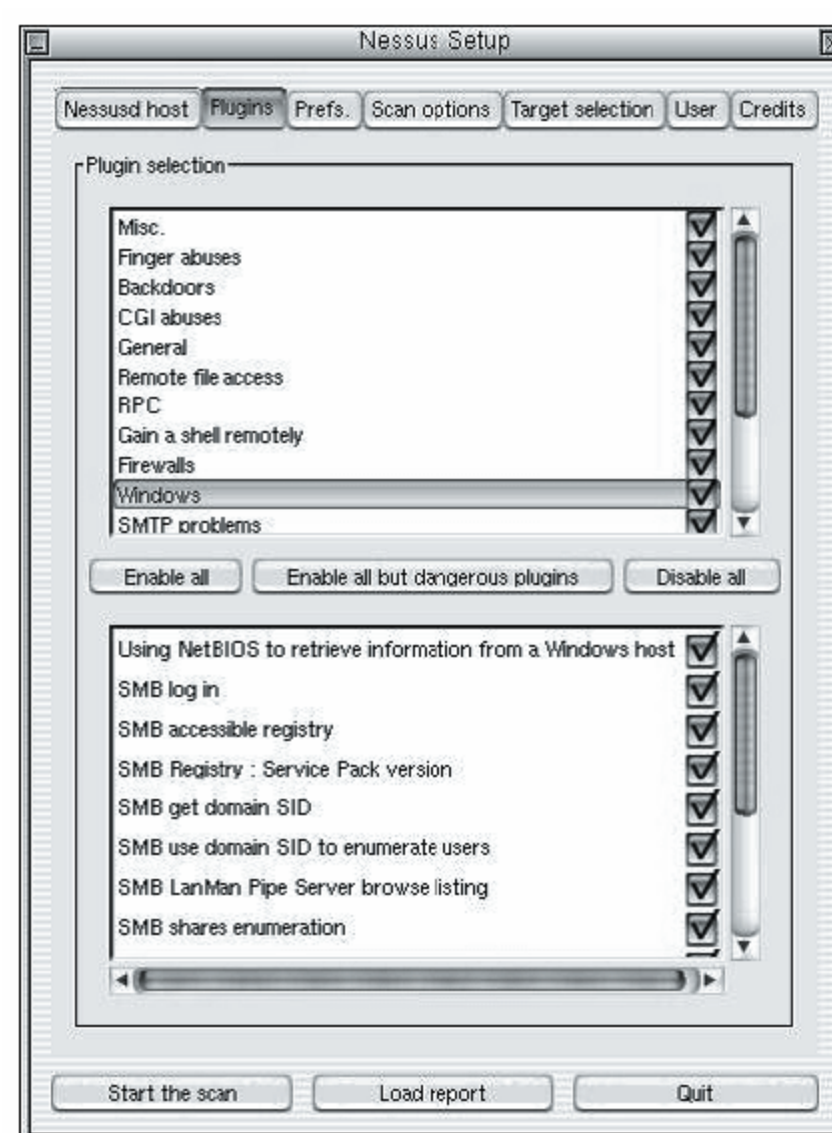 Nessus Setup
Nessusd host Plugins Prefs. Scan options Target selection User Credits
Plugin selection
Misc.
Finger abuses
Backdoors
CGI abuses
General
Remote file access
RPC
Gain a shell remotely
Firewalls
Windows
SMTP problems
Enable all Enable all but dangerous plugins Disable all
Using NetBIOS to retrieve information from a Windows host
SMB log in
SMB accessible registry
SMB Registry : Service Pack version
SMB get domain SID
SMB use domain SID to enumerate users
SMB LanMan Pipe Server browse listing
SMB shares enumeration
Start the scan Load report Quit